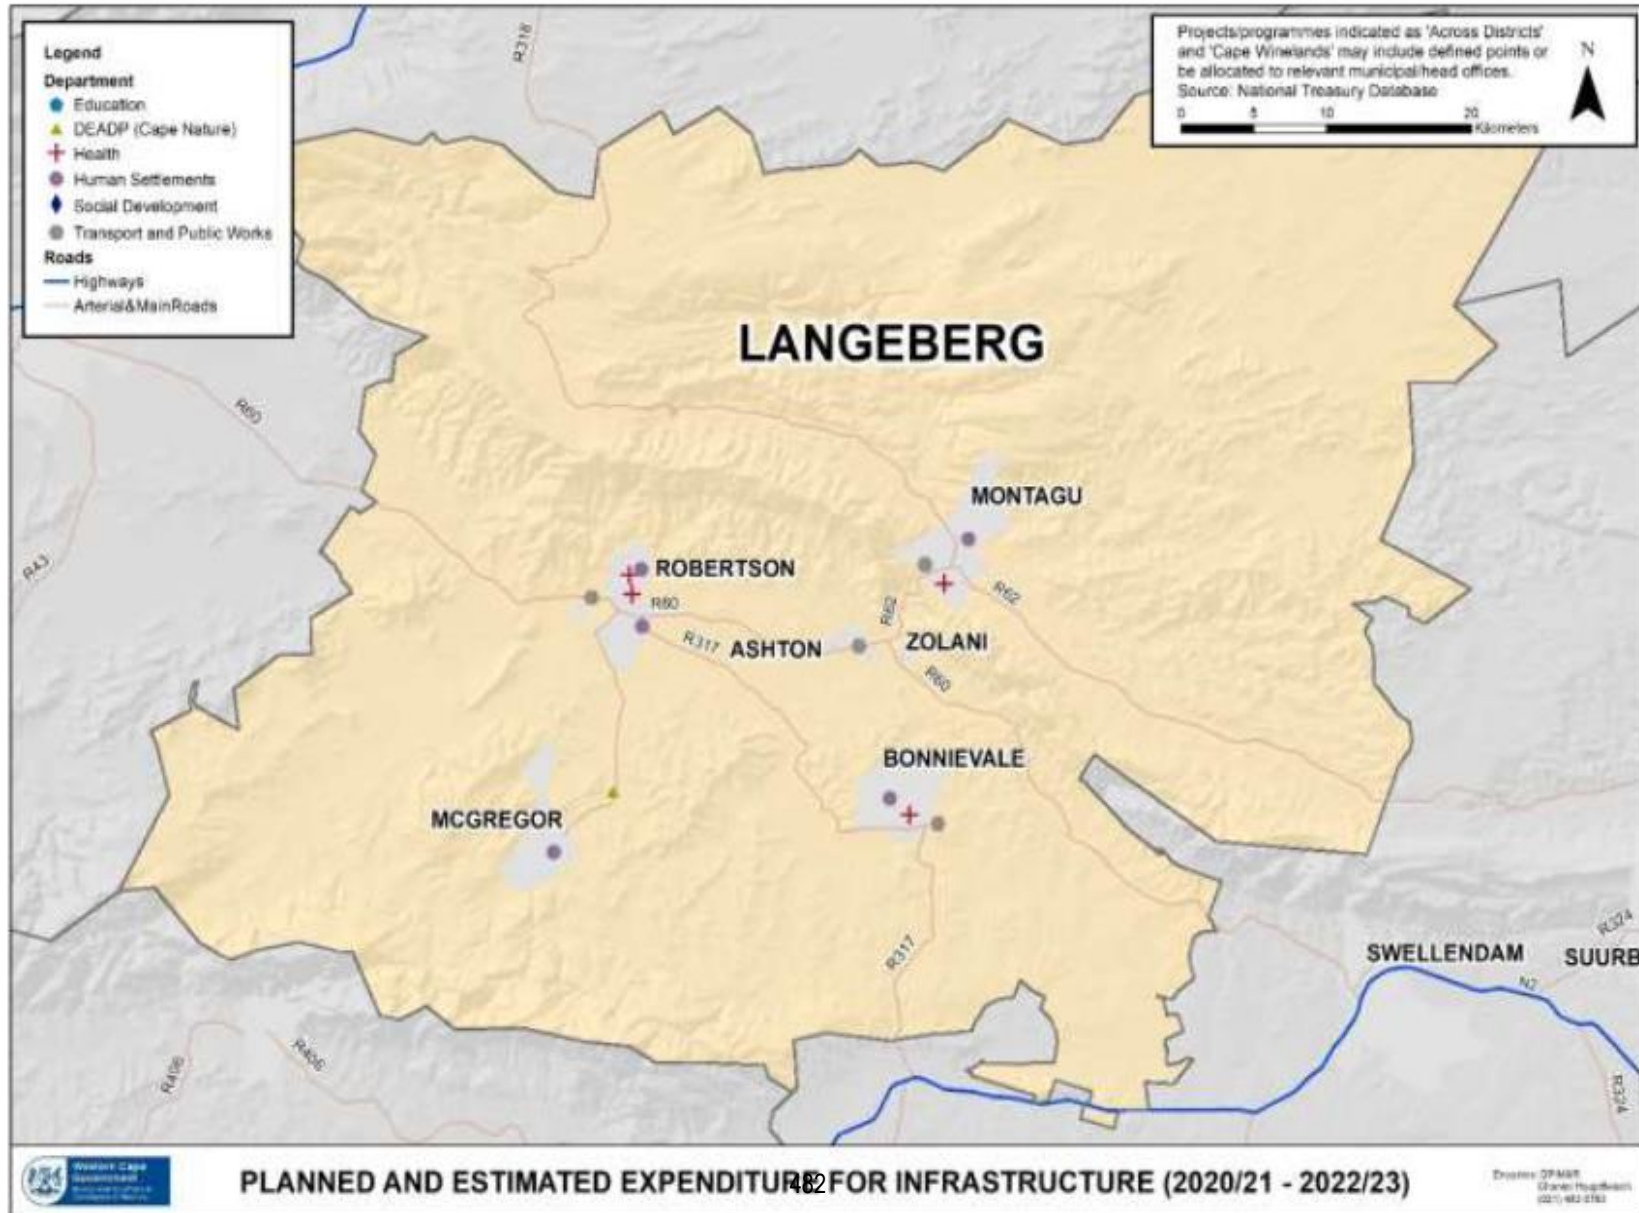 Legend
Department
Education
DEADP (Cape Nature)
Health
Human Settlements
Social Development
Transport and Public Works
Roads
Highways
Arterial&MainRoads
Projects/programmes indicated as 'Across Districts'
and 'Cape Winelands' may include defined points or
be allocated to relevant municipal/head offices.
Source: National Treasury Database
N
0 5 10 20
Kilometers
R318
LANGEBERG
R60
R43
MONTAGU
ROBERTSON
R60
R62
R62
R317
ASHTON
ZOLANI
R60
BONNIEVALE
MCGREGOR
R317
SWELLENDAM
SUURB
R324
N2
R324
R406
R406
Western Cape
Government
PLANNED AND ESTIMATED EXPENDITURE FOR INFRASTRUCTURE (2020/21 - 2022/23)
482